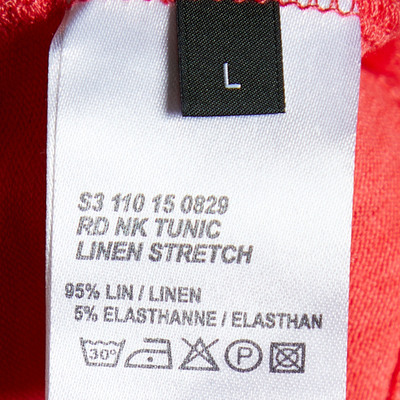 L
S3 110 15 0829
RD NK TUNIC
LINEN STRETCH
95% LIN / LINEN
5% ELASTHANNE / ELASTHAN
30° P